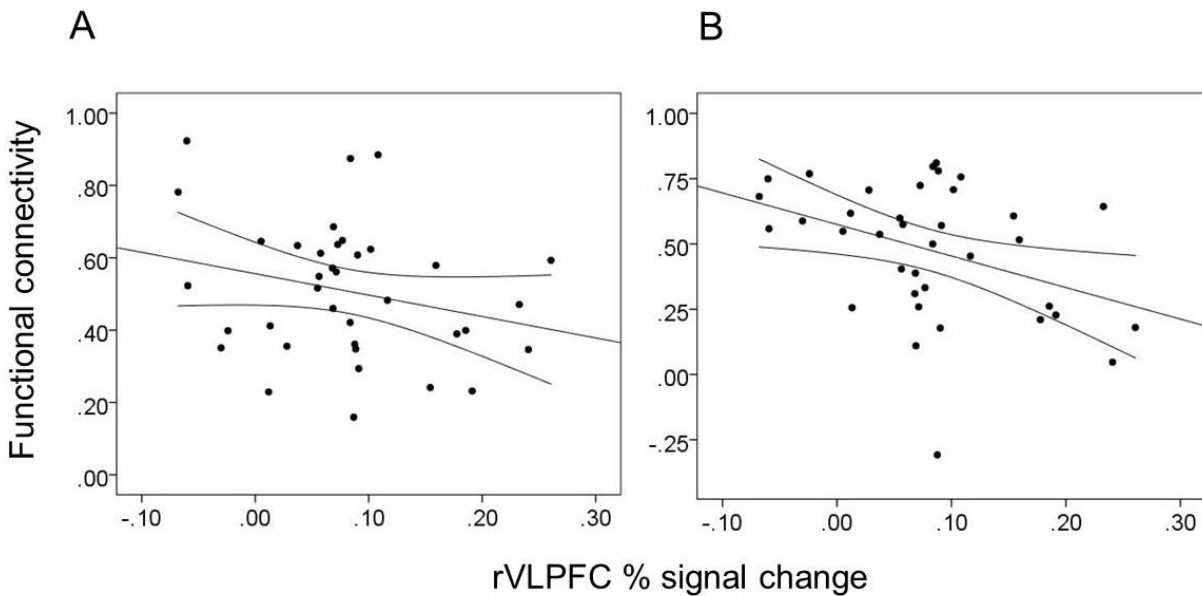 A
B
Functional connectivity
1.00
.80
.60
.40
.20
.00
-.10 .00 .10 .20 .30
1.00
.75
.50
.25
.00
-.25
-.10 .00 .10 .20 .30
rVLPFC % signal change